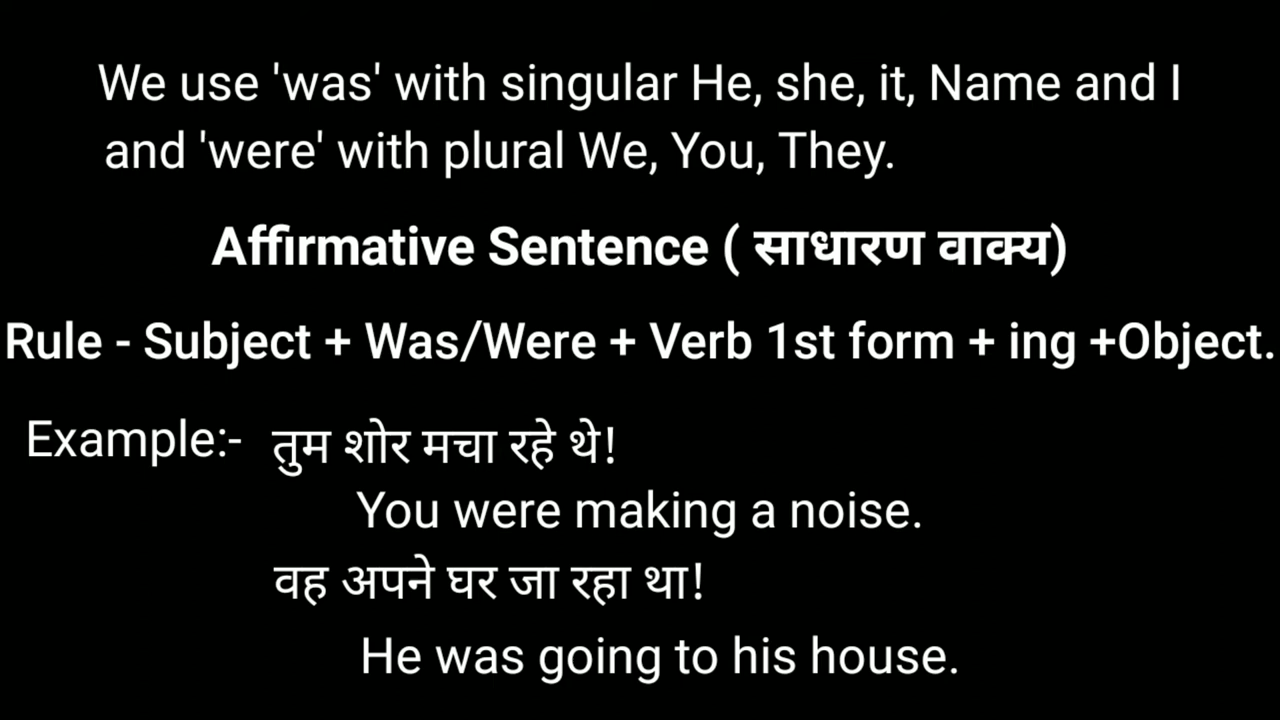 We use 'was' with singular He, she, it, Name and I
and 'were' with plural We, You, They.
Affirmative Sentence ( साधारण वाक्य)
Rule - Subject + Was/Were + Verb 1st form + ing +Object.
Example:- तुम शोर मचा रहे थे!
You were making a noise.
वह अपने घर जा रहा था!
He was going to his house.